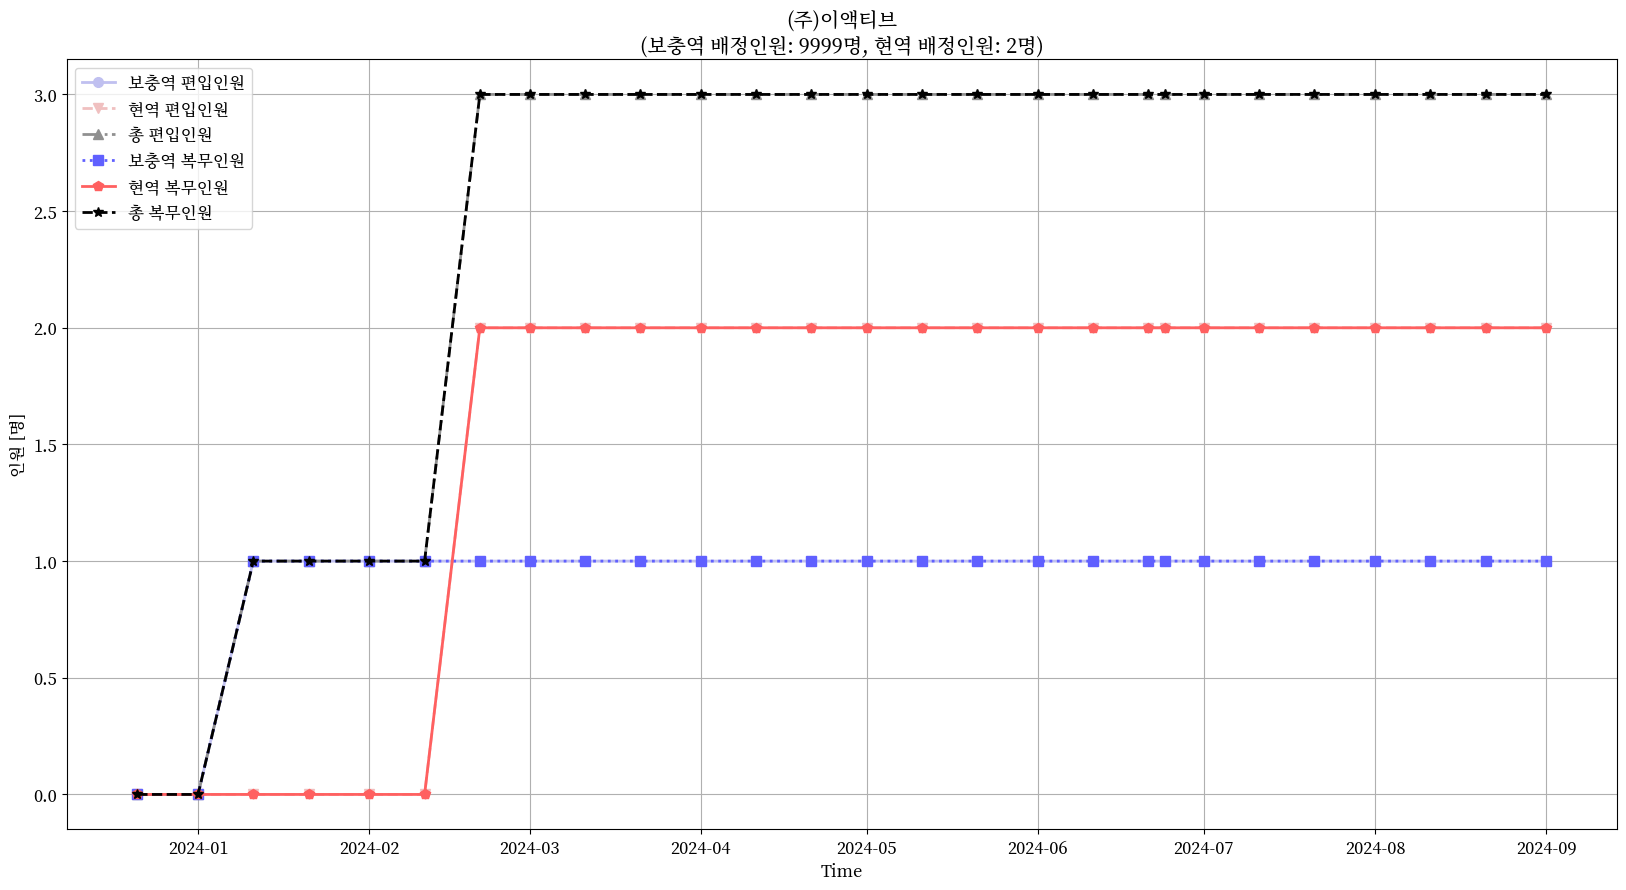 (주)이액티브
(보충역 배정인원: 9999명, 현역 배정인원: 2명)
보충역 편입인원
현역 편입인원
총 편입인원
보충역 복무인원
현역 복무인원
총 복무인원
인원 [명]
3.0
2.5
2.0
1.5
1.0
0.5
0.0
2024-01
2024-02
2024-03
2024-04
2024-05
2024-06
2024-07
2024-08
2024-09
Time